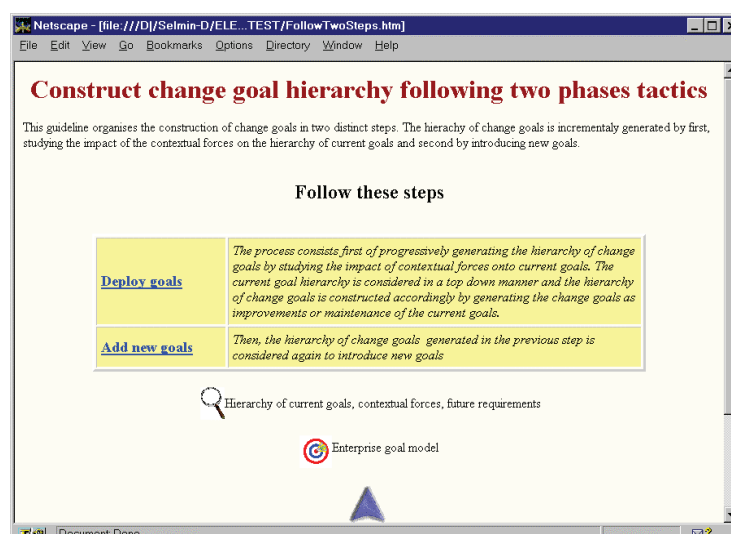 Netscape - [file:///D|/Selmin-D/ELE...TEST/FollowTwoSteps.htm]
File Edit View Go Bookmarks Options Directory Window Help
Construct change goal hierarchy following two phases tactics
This guideline organises the construction of change goals in two distinct steps. The hierachy of change goals is incrementaly generated by first,
studying the impact of the contextual forces on the hierarchy of current goals and second by introducing new goals.
Follow these steps
Deploy goals
The process consists first of progressively generating the hierarchy of change
goals by studying the impact of contextual forces onto current goals. The
current goal hierarchy is considered in a top down manner and the hierarchy
of change goals is constructed accordingly by generating the change goals as
improvements or maintenance of the current goals.
Add new goals
Then, the hierarchy of change goals generated in the previous step is
considered again to introduce new goals
Hierarchy of current goals, contextual forces, future requirements
Enterprise goal model
Document Done